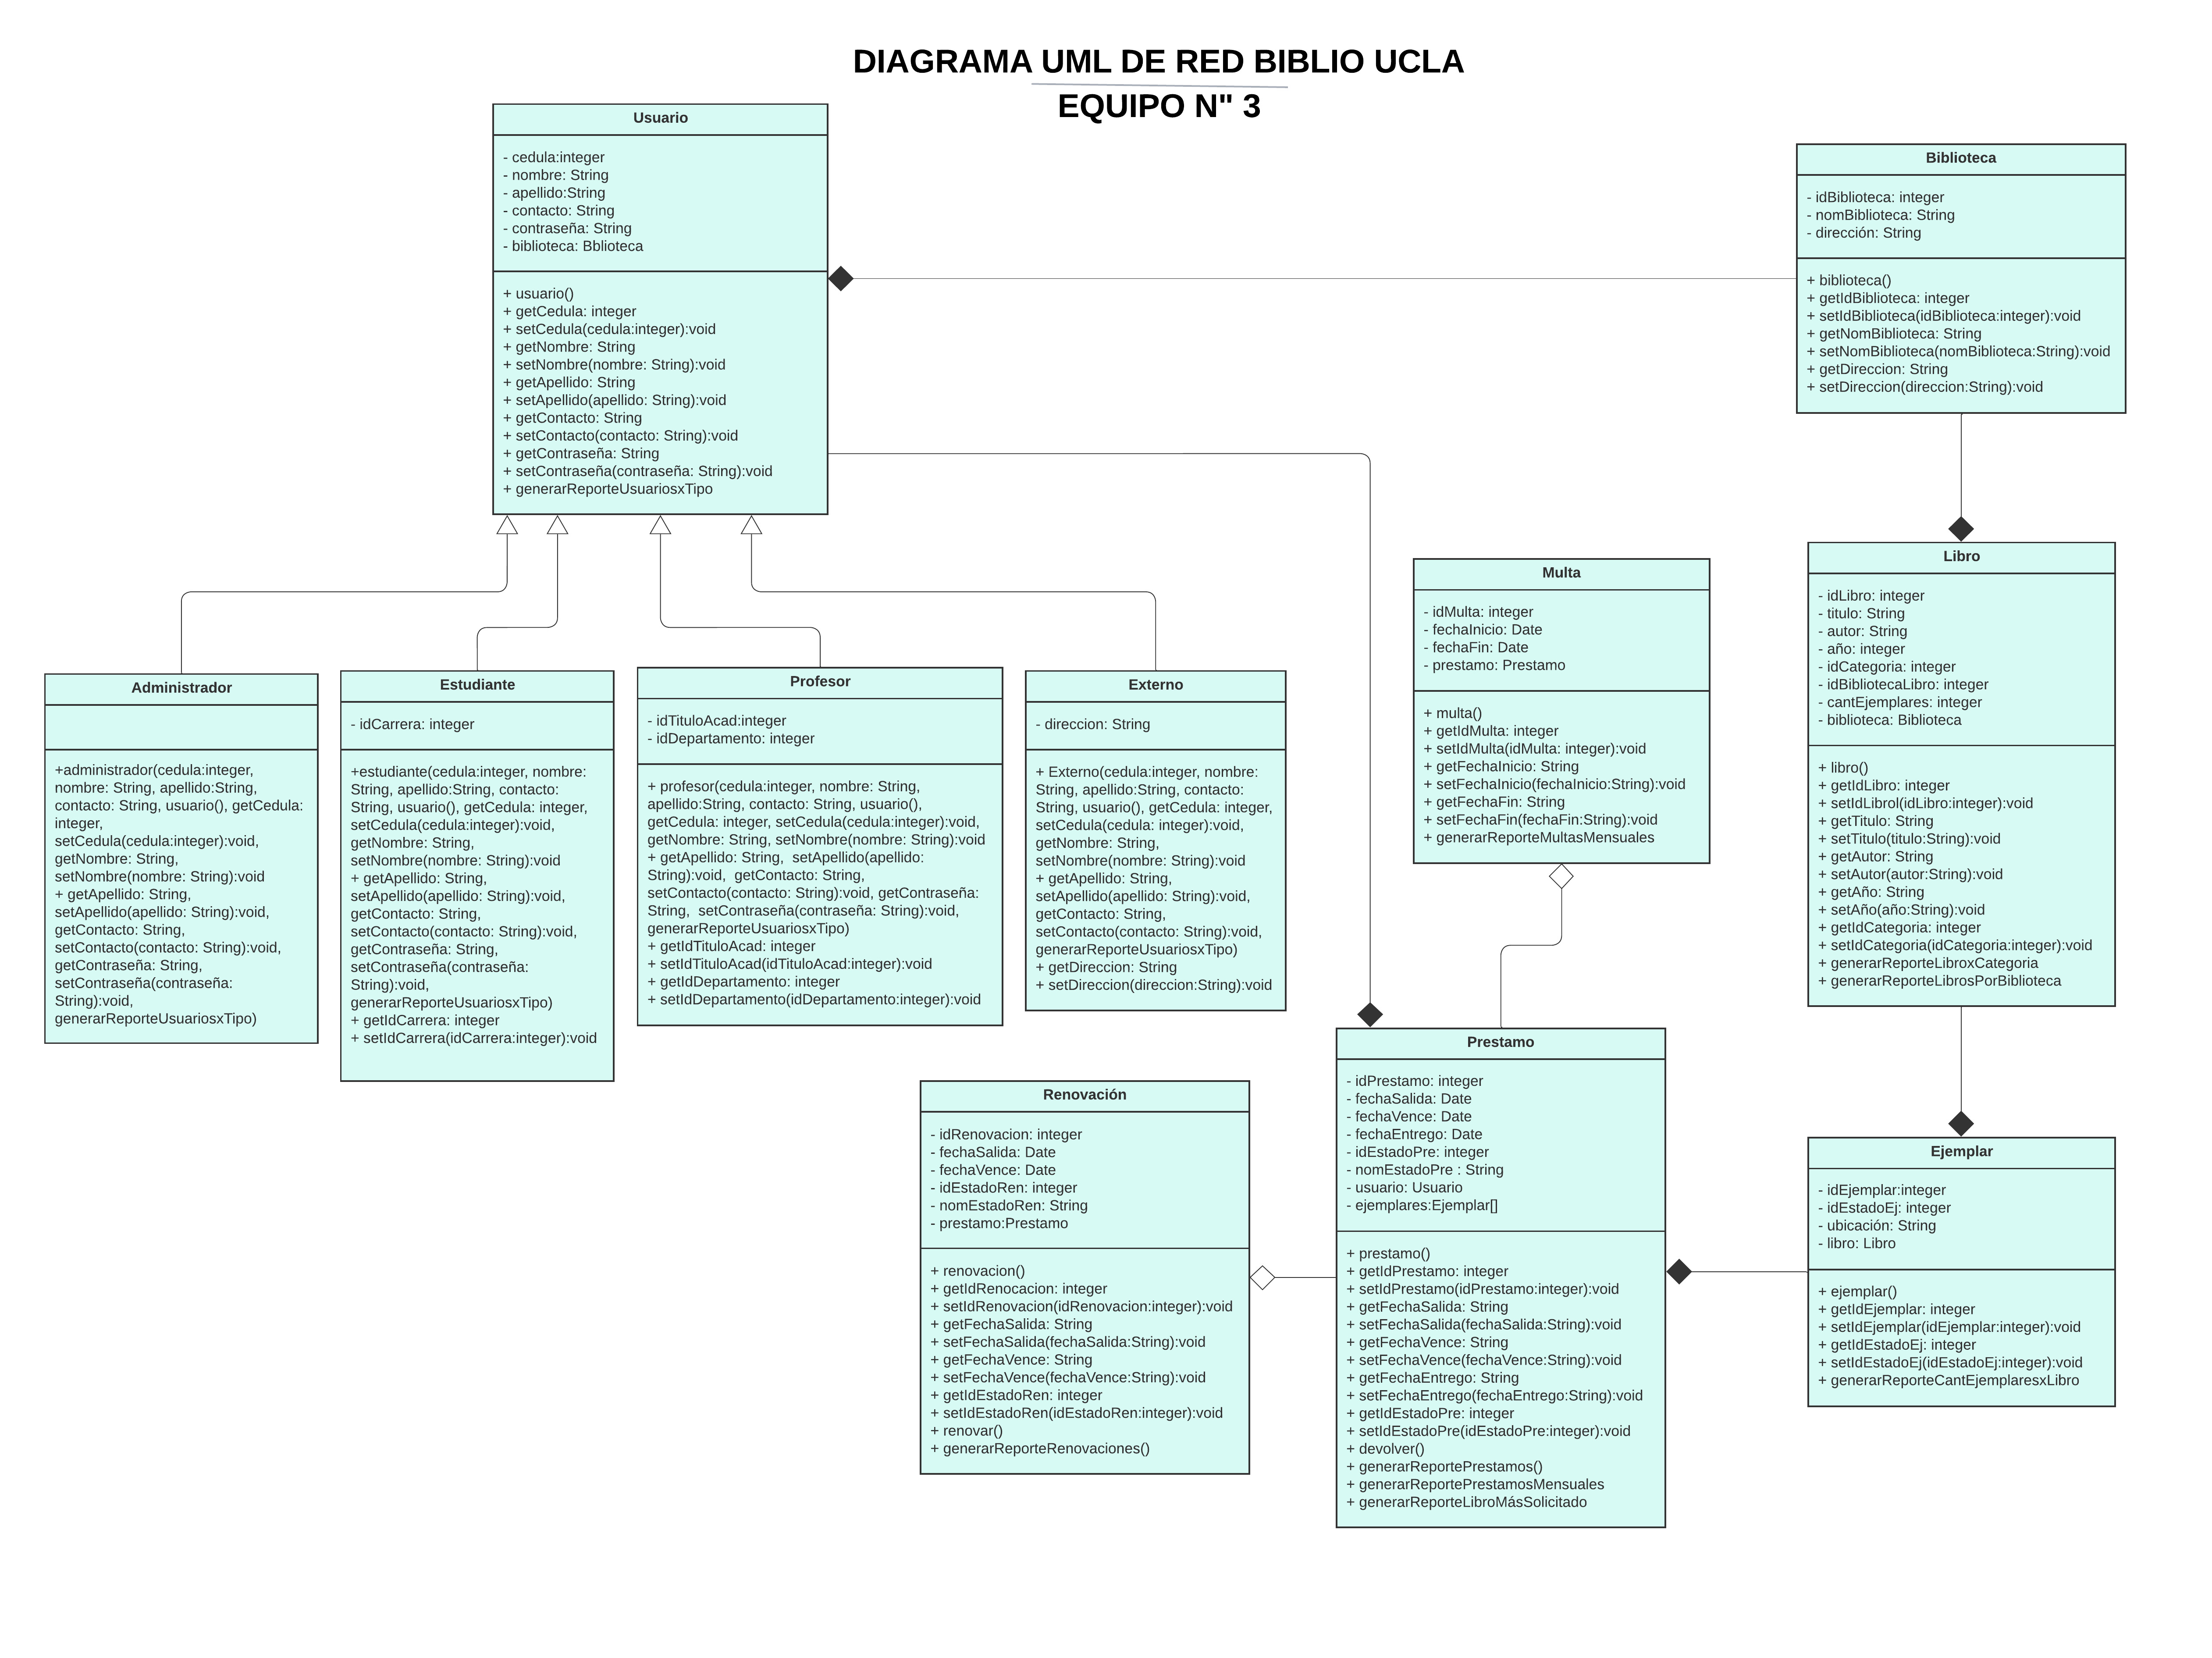 DIAGRAMA UML DE RED BIBLIO UCLA
EQUIPO N" 3
Usuario
- cedula:integer
- nombre: String
- apellido:String
- contacto: String
- contraseña: String
- biblioteca: Bblioteca
+ usuario()
+ getCedula: integer
+ setCedula(cedula:integer):void
+ getNombre: String
+ setNombre(nombre: String):void
+ getApellido: String
+ setApellido(apellido: String):void
+ getContacto: String
+ setContacto(contacto: String):void
+ getContraseña: String
+ setContraseña(contraseña: String):void
+ generarReporteUsuariosxTipo
Biblioteca
- idBiblioteca: integer
- nomBiblioteca: String
- dirección: String
+ biblioteca()
+ getIdBiblioteca: integer
+ setIdBiblioteca(idBiblioteca:integer):void
+ getNomBiblioteca: String
+ setNomBiblioteca(nomBiblioteca:String):void
+ getDireccion: String
+ setDireccion(direccion:String):void
Administrador
+administrador(cedula:integer,
nombre: String, apellido:String,
contacto: String, usuario(), getCedula:
integer,
setCedula(cedula:integer):void,
getNombre: String,
setNombre(nombre: String):void
+ getApellido: String,
setApellido(apellido: String):void,
getContacto: String,
setContacto(contacto: String):void,
getContraseña: String,
setContraseña(contraseña:
String):void,
generarReporteUsuariosxTipo)
Estudiante
- idCarrera: integer
+estudiante(cedula:integer, nombre:
String, apellido:String, contacto:
String, usuario(), getCedula: integer,
setCedula(cedula:integer):void,
getNombre: String,
setNombre(nombre: String):void
+ getApellido: String,
setApellido(apellido: String):void,
getContacto: String,
setContacto(contacto: String):void,
getContraseña: String,
setContraseña(contraseña:
String):void,
generarReporteUsuariosxTipo)
+ getIdCarrera: integer
+ setIdCarrera(idCarrera:integer):void
Profesor
- idTituloAcad:integer
- idDepartamento: integer
+ profesor(cedula:integer, nombre: String,
apellido:String, contacto: String, usuario(),
getCedula: integer, setCedula(cedula:integer):void,
getNombre: String, setNombre(nombre: String):void
+ getApellido: String,  setApellido(apellido:
String):void,  getContacto: String,
setContacto(contacto: String):void, getContraseña:
String,  setContraseña(contraseña: String):void,
generarReporteUsuariosxTipo)
+ getIdTituloAcad: integer
+ setIdTituloAcad(idTituloAcad:integer):void
+ getIdDepartamento: integer
+ setIdDepartamento(idDepartamento:integer):void
Externo
- direccion: String
+ Externo(cedula:integer, nombre:
String, apellido:String, contacto:
String, usuario(), getCedula: integer,
setCedula(cedula: integer):void,
getNombre: String,
setNombre(nombre: String):void
+ getApellido: String,
setApellido(apellido: String):void,
getContacto: String,
setContacto(contacto: String):void,
generarReporteUsuariosxTipo)
+ getDireccion: String
+ setDireccion(direccion:String):void
Multa
- idMulta: integer
- fechaInicio: Date
- fechaFin: Date
- prestamo: Prestamo
+ multa()
+ getIdMulta: integer
+ setIdMulta(idMulta: integer):void
+ getFechaInicio: String
+ setFechaInicio(fechaInicio:String):void
+ getFechaFin: String
+ setFechaFin(fechaFin:String):void
+ generarReporteMultasMensuales
Libro
- idLibro: integer
- titulo: String
- autor: String
- año: integer
- idCategoria: integer
- idBibliotecaLibro: integer
- cantEjemplares: integer
- biblioteca: Biblioteca
+ libro()
+ getIdLibro: integer
+ setIdLibrol(idLibro:integer):void
+ getTitulo: String
+ setTitulo(titulo:String):void
+ getAutor: String
+ setAutor(autor:String):void
+ getAño: String
+ setAño(año:String):void
+ getIdCategoria: integer
+ setIdCategoria(idCategoria:integer):void
+ generarReporteLibroxCategoria
+ generarReporteLibrosPorBiblioteca
Renovación
- idRenovacion: integer
- fechaSalida: Date
- fechaVence: Date
- idEstadoRen: integer
- nomEstadoRen: String
- prestamo:Prestamo
+ renovacion()
+ getIdRenocacion: integer
+ setIdRenovacion(idRenovacion:integer):void
+ getFechaSalida: String
+ setFechaSalida(fechaSalida:String):void
+ getFechaVence: String
+ setFechaVence(fechaVence:String):void
+ getIdEstadoRen: integer
+ setIdEstadoRen(idEstadoRen:integer):void
+ renovar()
+ generarReporteRenovaciones()
Prestamo
- idPrestamo: integer
- fechaSalida: Date
- fechaVence: Date
- fechaEntrego: Date
- idEstadoPre: integer
- nomEstadoPre : String
- usuario: Usuario
- ejemplares:Ejemplar[]
+ prestamo()
+ getIdPrestamo: integer
+ setIdPrestamo(idPrestamo:integer):void
+ getFechaSalida: String
+ setFechaSalida(fechaSalida:String):void
+ getFechaVence: String
+ setFechaVence(fechaVence:String):void
+ getFechaEntrego: String
+ setFechaEntrego(fechaEntrego:String):void
+ getIdEstadoPre: integer
+ setIdEstadoPre(idEstadoPre:integer):void
+ devolver()
+ generarReportePrestamos()
+ generarReportePrestamosMensuales
+ generarReporteLibroMásSolicitado
Ejemplar
- idEjemplar:integer
- idEstadoEj: integer
- ubicación: String
- libro: Libro
+ ejemplar()
+ getIdEjemplar: integer
+ setIdEjemplar(idEjemplar:integer):void
+ getIdEstadoEj: integer
+ setIdEstadoEj(idEstadoEj:integer):void
+ generarReporteCantEjemplaresxLibro